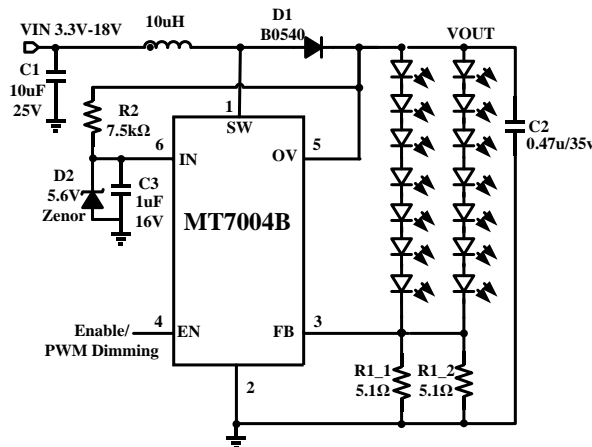 VIN 3.3V-18V
10uH
D1
B0540
VOUT
C1
10uF
25V
R2
7.5kΩ
1
SW
6
IN
OV
5
C2
0.47u/35v
D2
5.6V
Zenor
C3
1uF
16V
MT7004B
4
EN
Enable/
PWM Dimming
FB
3
2
R1_1
5.1Ω
R1_2
5.1Ω